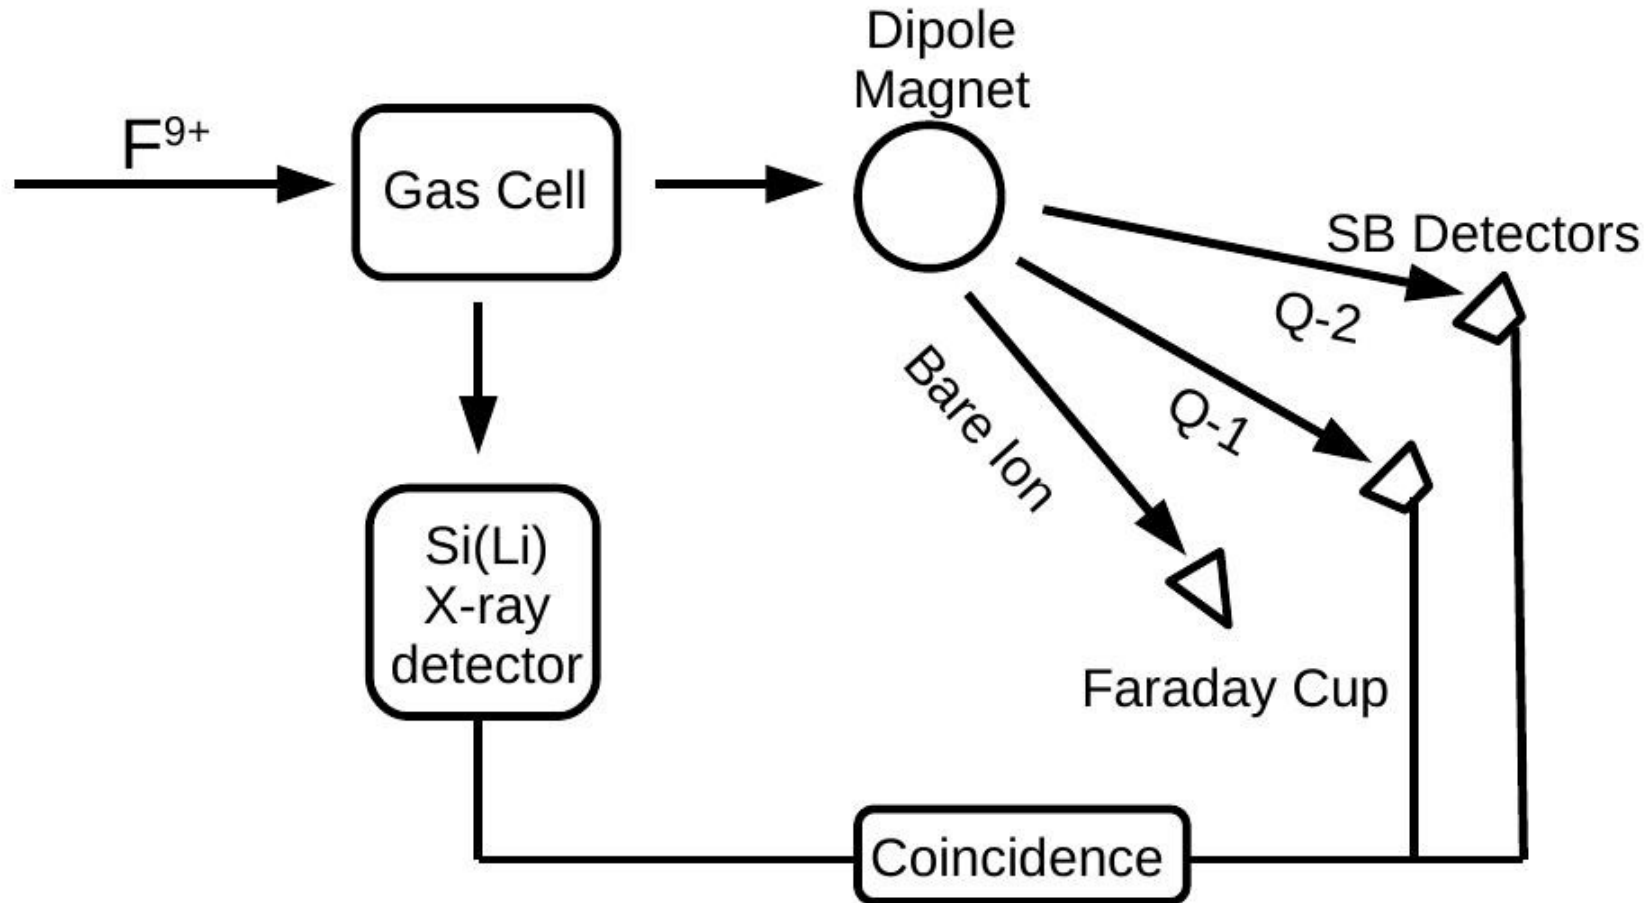 Dipole
Magnet
F⁹⁺
Gas Cell
SB Detectors
Q-2
Q-1
Bare Ion
Si(Li)
X-ray
detector
Faraday Cup
Coincidence